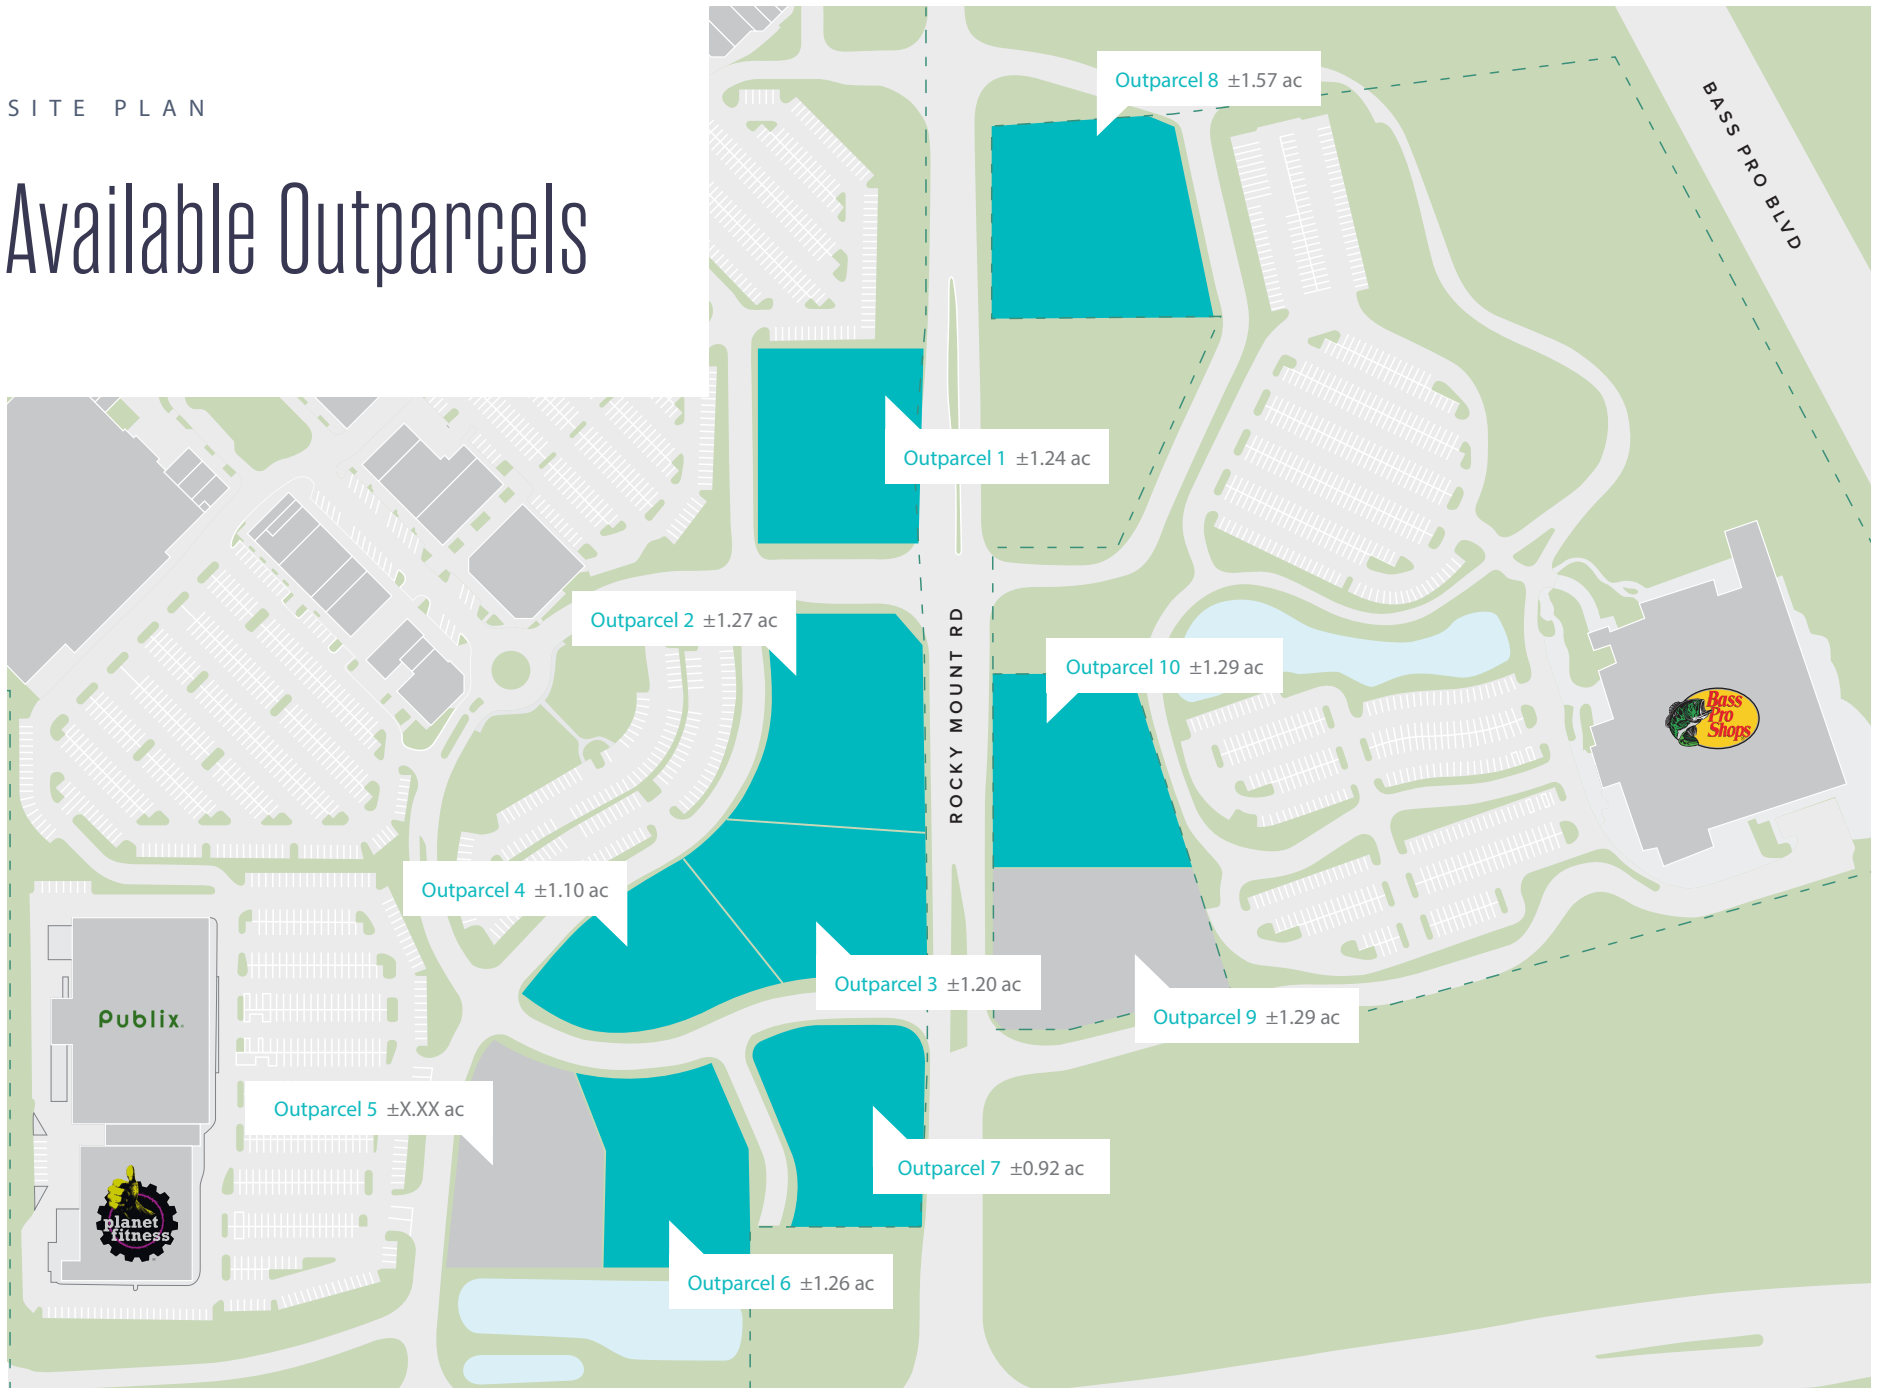 SITE PLAN
Available Outparcels
Outparcel 8 ±1.57 ac
BASS PRO BLVD
Outparcel 1 ±1.24 ac
Outparcel 2 ±1.27 ac
ROCKY MOUNT RD
Outparcel 10 ±1.29 ac
Bass
Pro
Shops
Outparcel 4 ±1.10 ac
Outparcel 3 ±1.20 ac
Publix.
Outparcel 9 ±1.29 ac
Outparcel 5 ±X.XX ac
Outparcel 7 ±0.92 ac
planet
fitness
Outparcel 6 ±1.26 ac